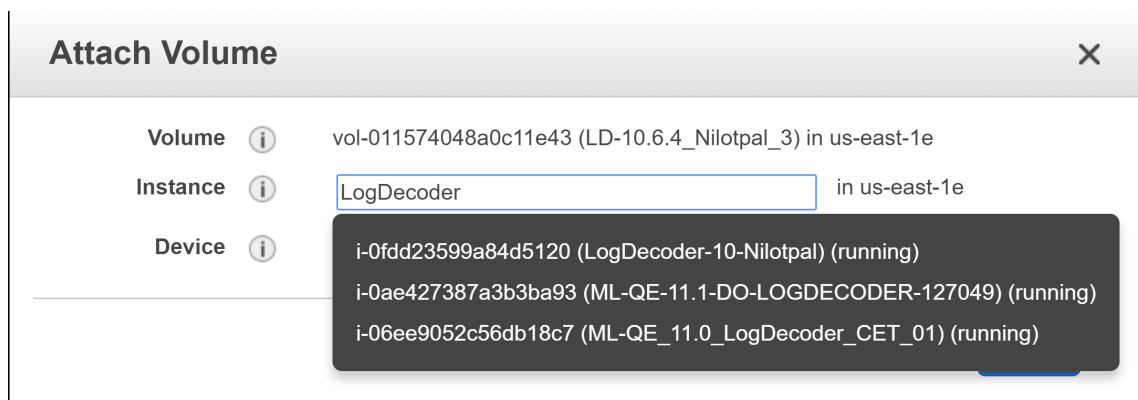 Attach Volume
Volume vol-011574048a0c11e43 (LD-10.6.4_Nilotpal_3) in us-east-1e
Instance LogDecoder in us-east-1e
Device
i-0fdd23599a84d5120 (LogDecoder-10-Nilotpal) (running)
i-0ae427387a3b3ba93 (ML-QE-11.1-DO-LOGDECODER-127049) (running)
i-06ee9052c56db18c7 (ML-QE_11.0_LogDecoder_CET_01) (running)